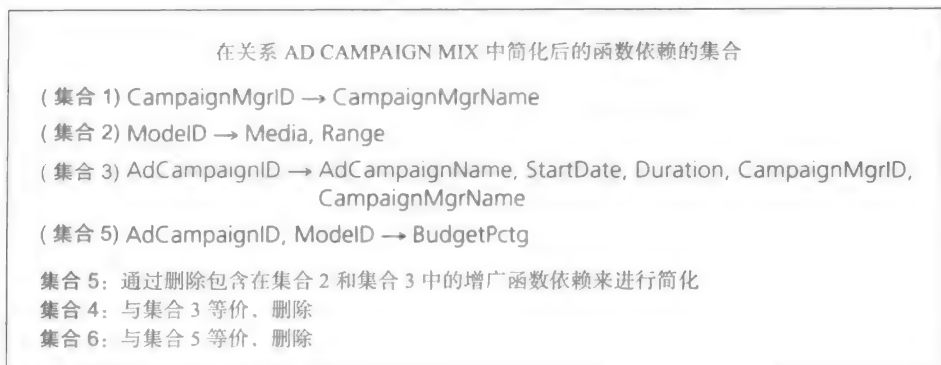 在关系 AD CAMPAIGN MIX 中简化后的函数依赖的集合
(集合 1) CampaignMgrID → CampaignMgrName
(集合 2) ModeID → Media, Range
(集合 3) AdCampaignID → AdCampaignName, StartDate, Duration, CampaignMgrID,
CampaignMgrName
(集合 5) AdCampaignID, ModeID → BudgetPctg
集合 5：通过删除包含在集合 2 和集合 3 中的增广函数依赖来进行简化
集合 4：与集合 3 等价，删除
集合 6：与集合 5 等价，删除